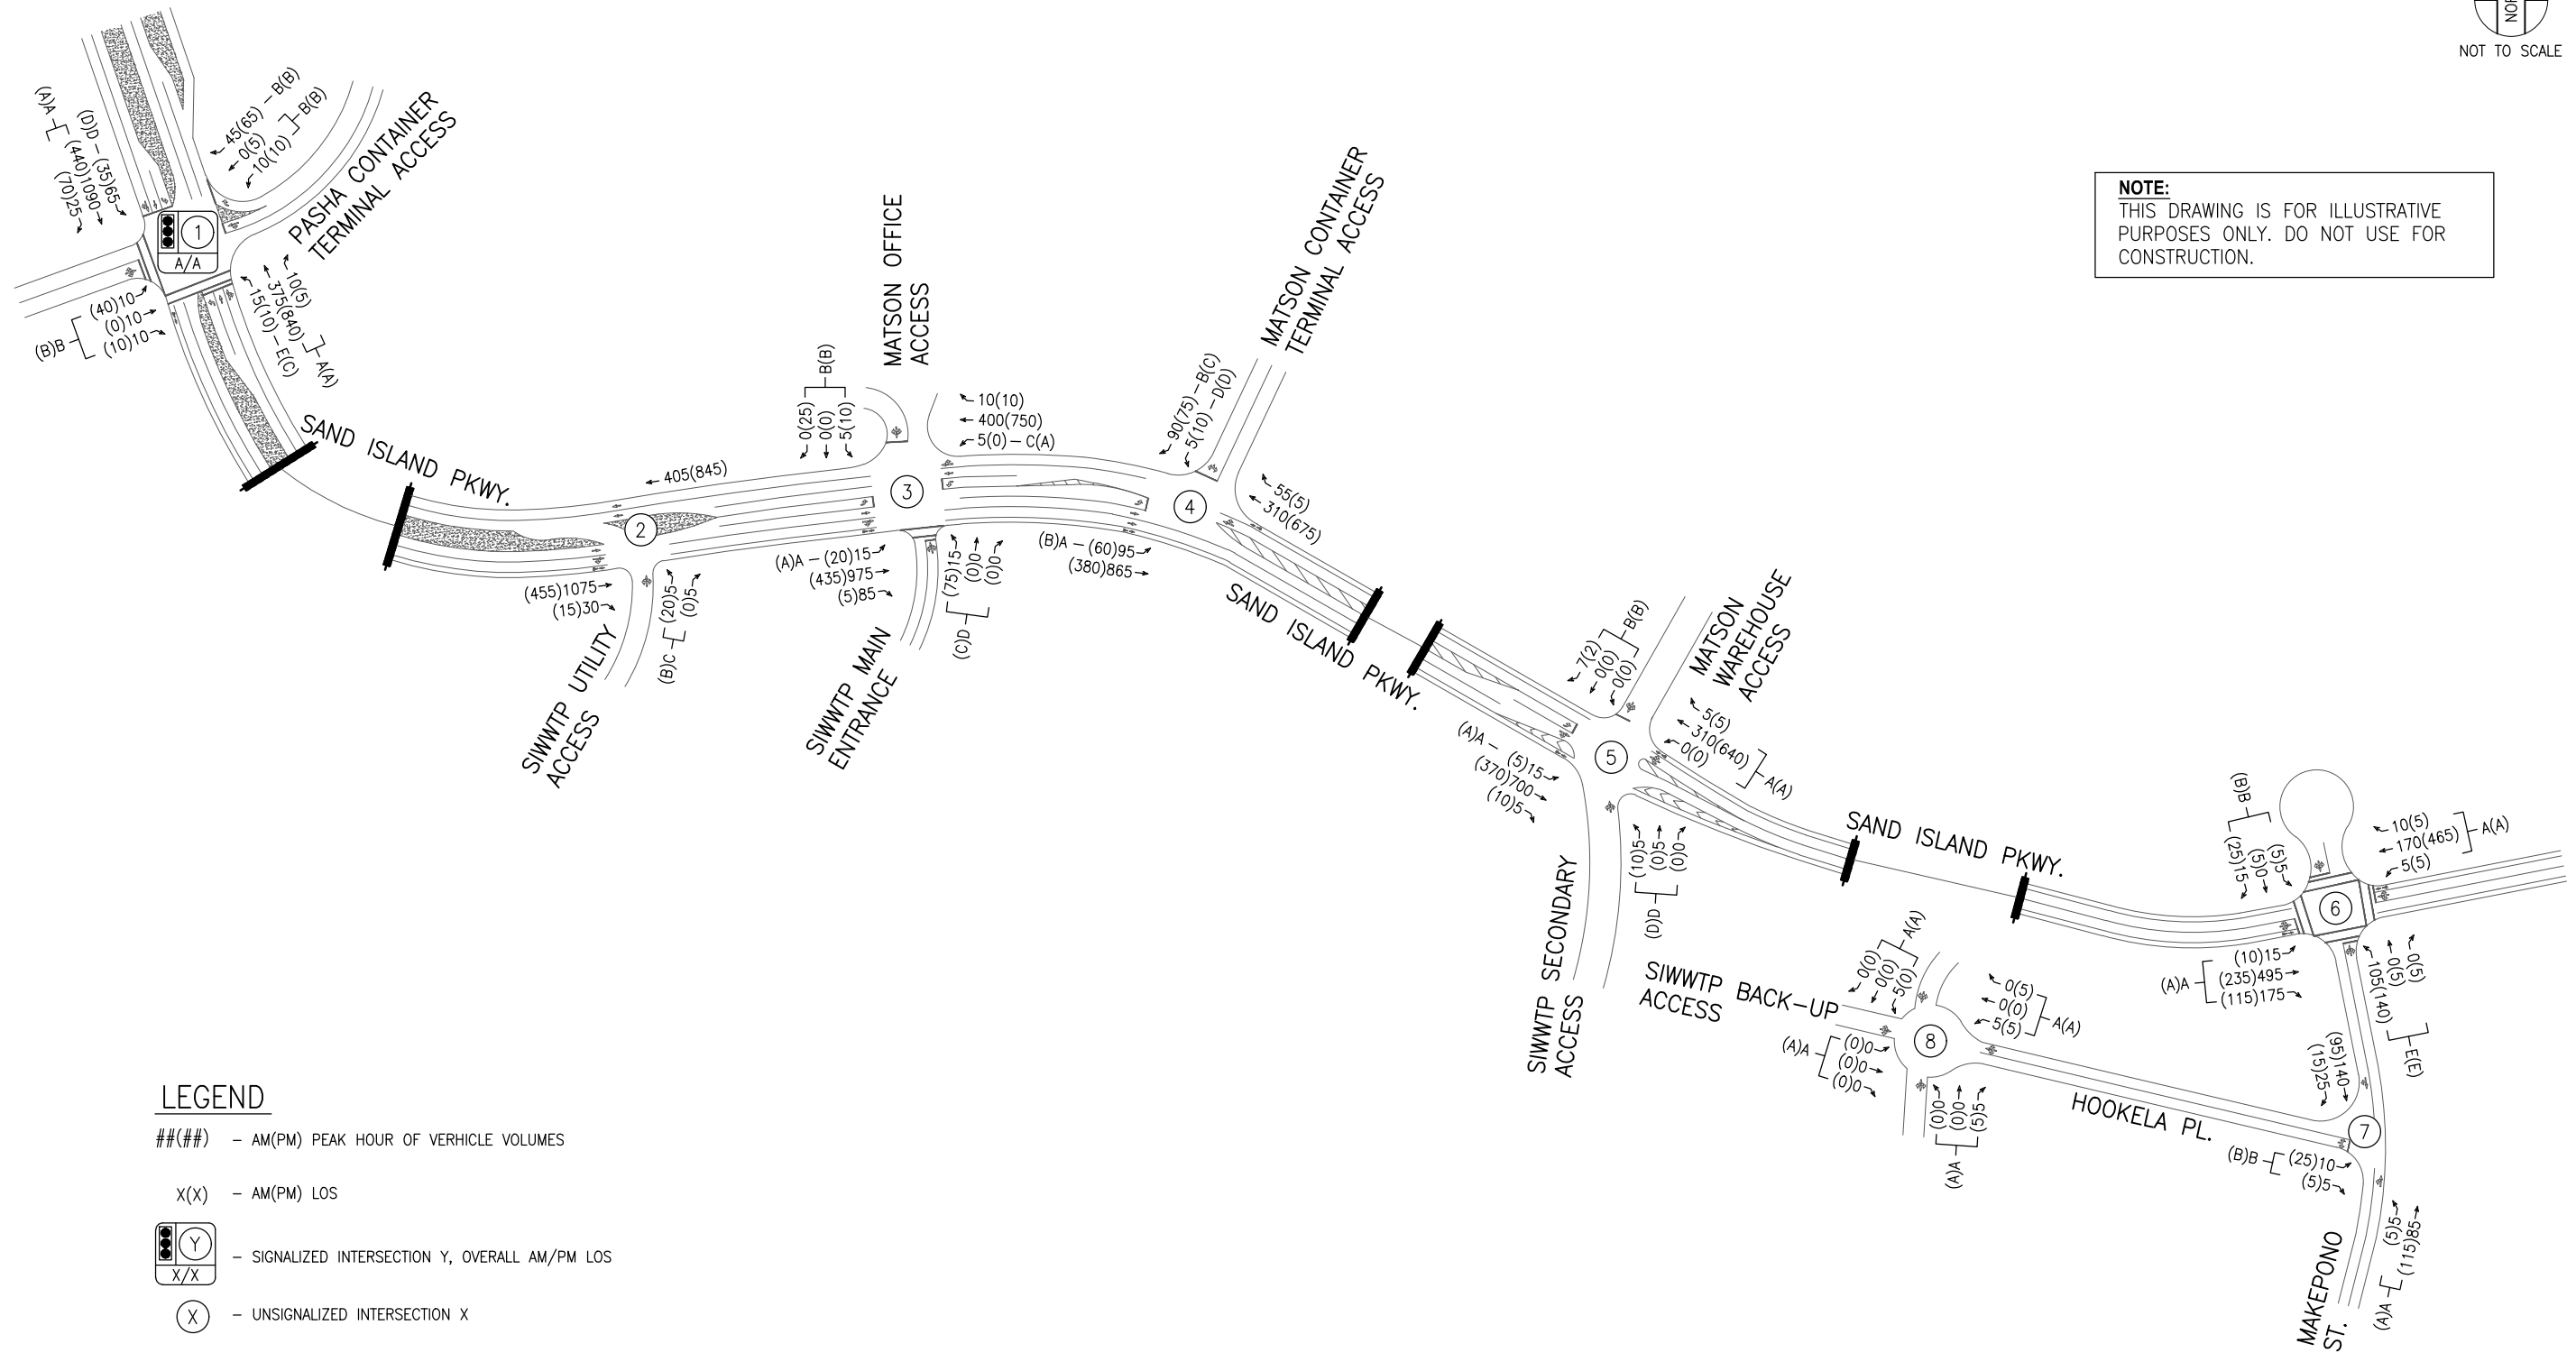 NOR
NOT TO SCALE
NOTE:
THIS DRAWING IS FOR ILLUSTRATIVE
PURPOSES ONLY. DO NOT USE FOR
CONSTRUCTION.
(A)A
(D)D – (35)65
(440)1090
(70)25
45(65) – B(B)
0(5)
10(10)
B(B)
PASHA CONTAINER
TERMINAL ACCESS
1
A/A
(B)B
(40)10
(0)10
(10)10
10(5)
375(840)
15(10) – E(C)
A(A)
SAND ISLAND PKWY.
405(845)
2
(455)1075
(15)30
(B)C
(20)5
(0)5
SIWWTP UTILITY
ACCESS
MATSON OFFICE
ACCESS
B(B)
0(25)
0(0)
5(10)
10(10)
400(750)
5(0) – C(A)
3
(A)A – (20)15
(435)975
(5)85
(75)15
(0)0
(0)0
(C)D
SIWWTP MAIN
ENTRANCE
MATSON CONTAINER
TERMINAL ACCESS
90(75) – B(C)
5(10) – D(D)
4
55(5)
310(675)
(B)A – (60)95
(380)865
SAND ISLAND PKWY.
7(2)
0(0)
0(0)
B(B)
MATSON
WAREHOUSE
ACCESS
5(5)
310(640)
0(0)
A(A)
5
(A)A – (5)15
(370)700
(10)5
(10)5
(0)5
(0)0
(D)D
SIWWTP SECONDARY
ACCESS
SAND ISLAND PKWY.
(B)B
(25)15
(5)0
(5)5
10(5)
170(465)
5(5)
A(A)
6
(A)A
(10)15
(235)495
(115)175
105(140)
0(5)
0(5)
E(E)
SIWWTP BACK–UP
ACCESS
0(0)
0(0)
5(0)
A(A)
0(5)
0(0)
5(5)
A(A)
8
(A)A
(0)0
(0)0
(0)0
(0)0
(0)0
(5)5
(A)A
HOOKELA PL.
(95)140
(15)25
7
(B)B
(25)10
(5)5
(5)5
(115)85
(A)A
MAKEPONO
ST.
LEGEND
##(##) – AM(PM) PEAK HOUR OF VERHICLE VOLUMES
X(X) – AM(PM) LOS
Y
X/X
– SIGNALIZED INTERSECTION Y, OVERALL AM/PM LOS
X – UNSIGNALIZED INTERSECTION X